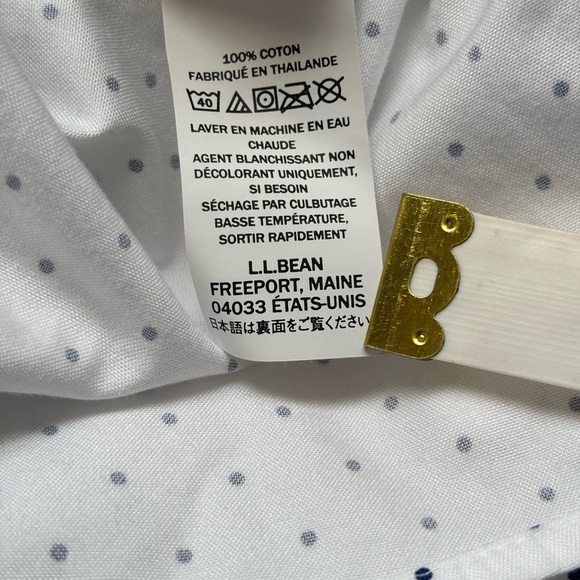 100% COTON
FABRIQUÉ EN THAILANDE
40
LAVER EN MACHINE EN EAU
CHAUDE
AGENT BLANCHISSANT NON
DÉCOLORANT UNIQUEMENT,
SI BESOIN
SÉCHAGE PAR CULBUTAGE
BASSE TEMPÉRATURE,
SORTIR RAPIDEMENT
L.L.BEAN
FREEPORT, MAINE
04033 ÉTATS-UNIS
日本語は裏面をご覧ください